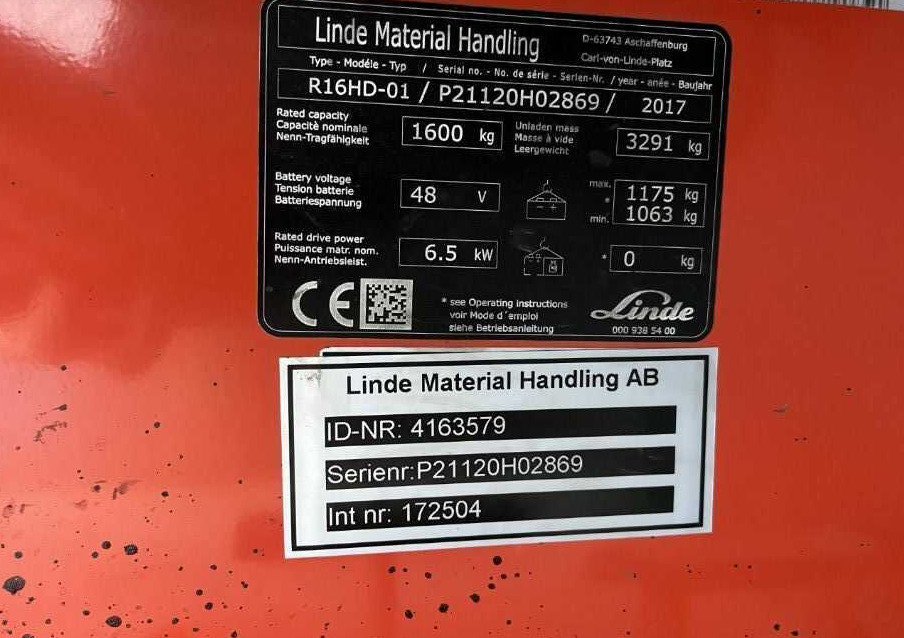 Linde Material Handling
D-63743 Aschaffenburg
Carl-von-Linde-Platz
Type - Modéle - Typ / Serial no. - No. de série - Serien-Nr. / year - anée - Baujahr
R16HD-01 / P21120H02869 / 2017
Rated capacity
Capacité nominale
Nenn-Tragfähigkeit
1600 kg
Unladen mass
Masse à vide
Leergewicht
3291 kg
Battery voltage
Tension batterie
Batteriespannung
48 V
max. 1175 kg
*
min. 1063 kg
Rated drive power
Puissance matr. nom.
Nenn-Antriebsleist.
6.5 kW
* 0 kg
CE
* see Operating instructions
voir Mode d'emploi
siehe Betriebsanleitung
Linde
000 936 54 00
Linde Material Handling AB
ID-NR: 4163579
Serienr:P21120H02869
Int nr: 172504